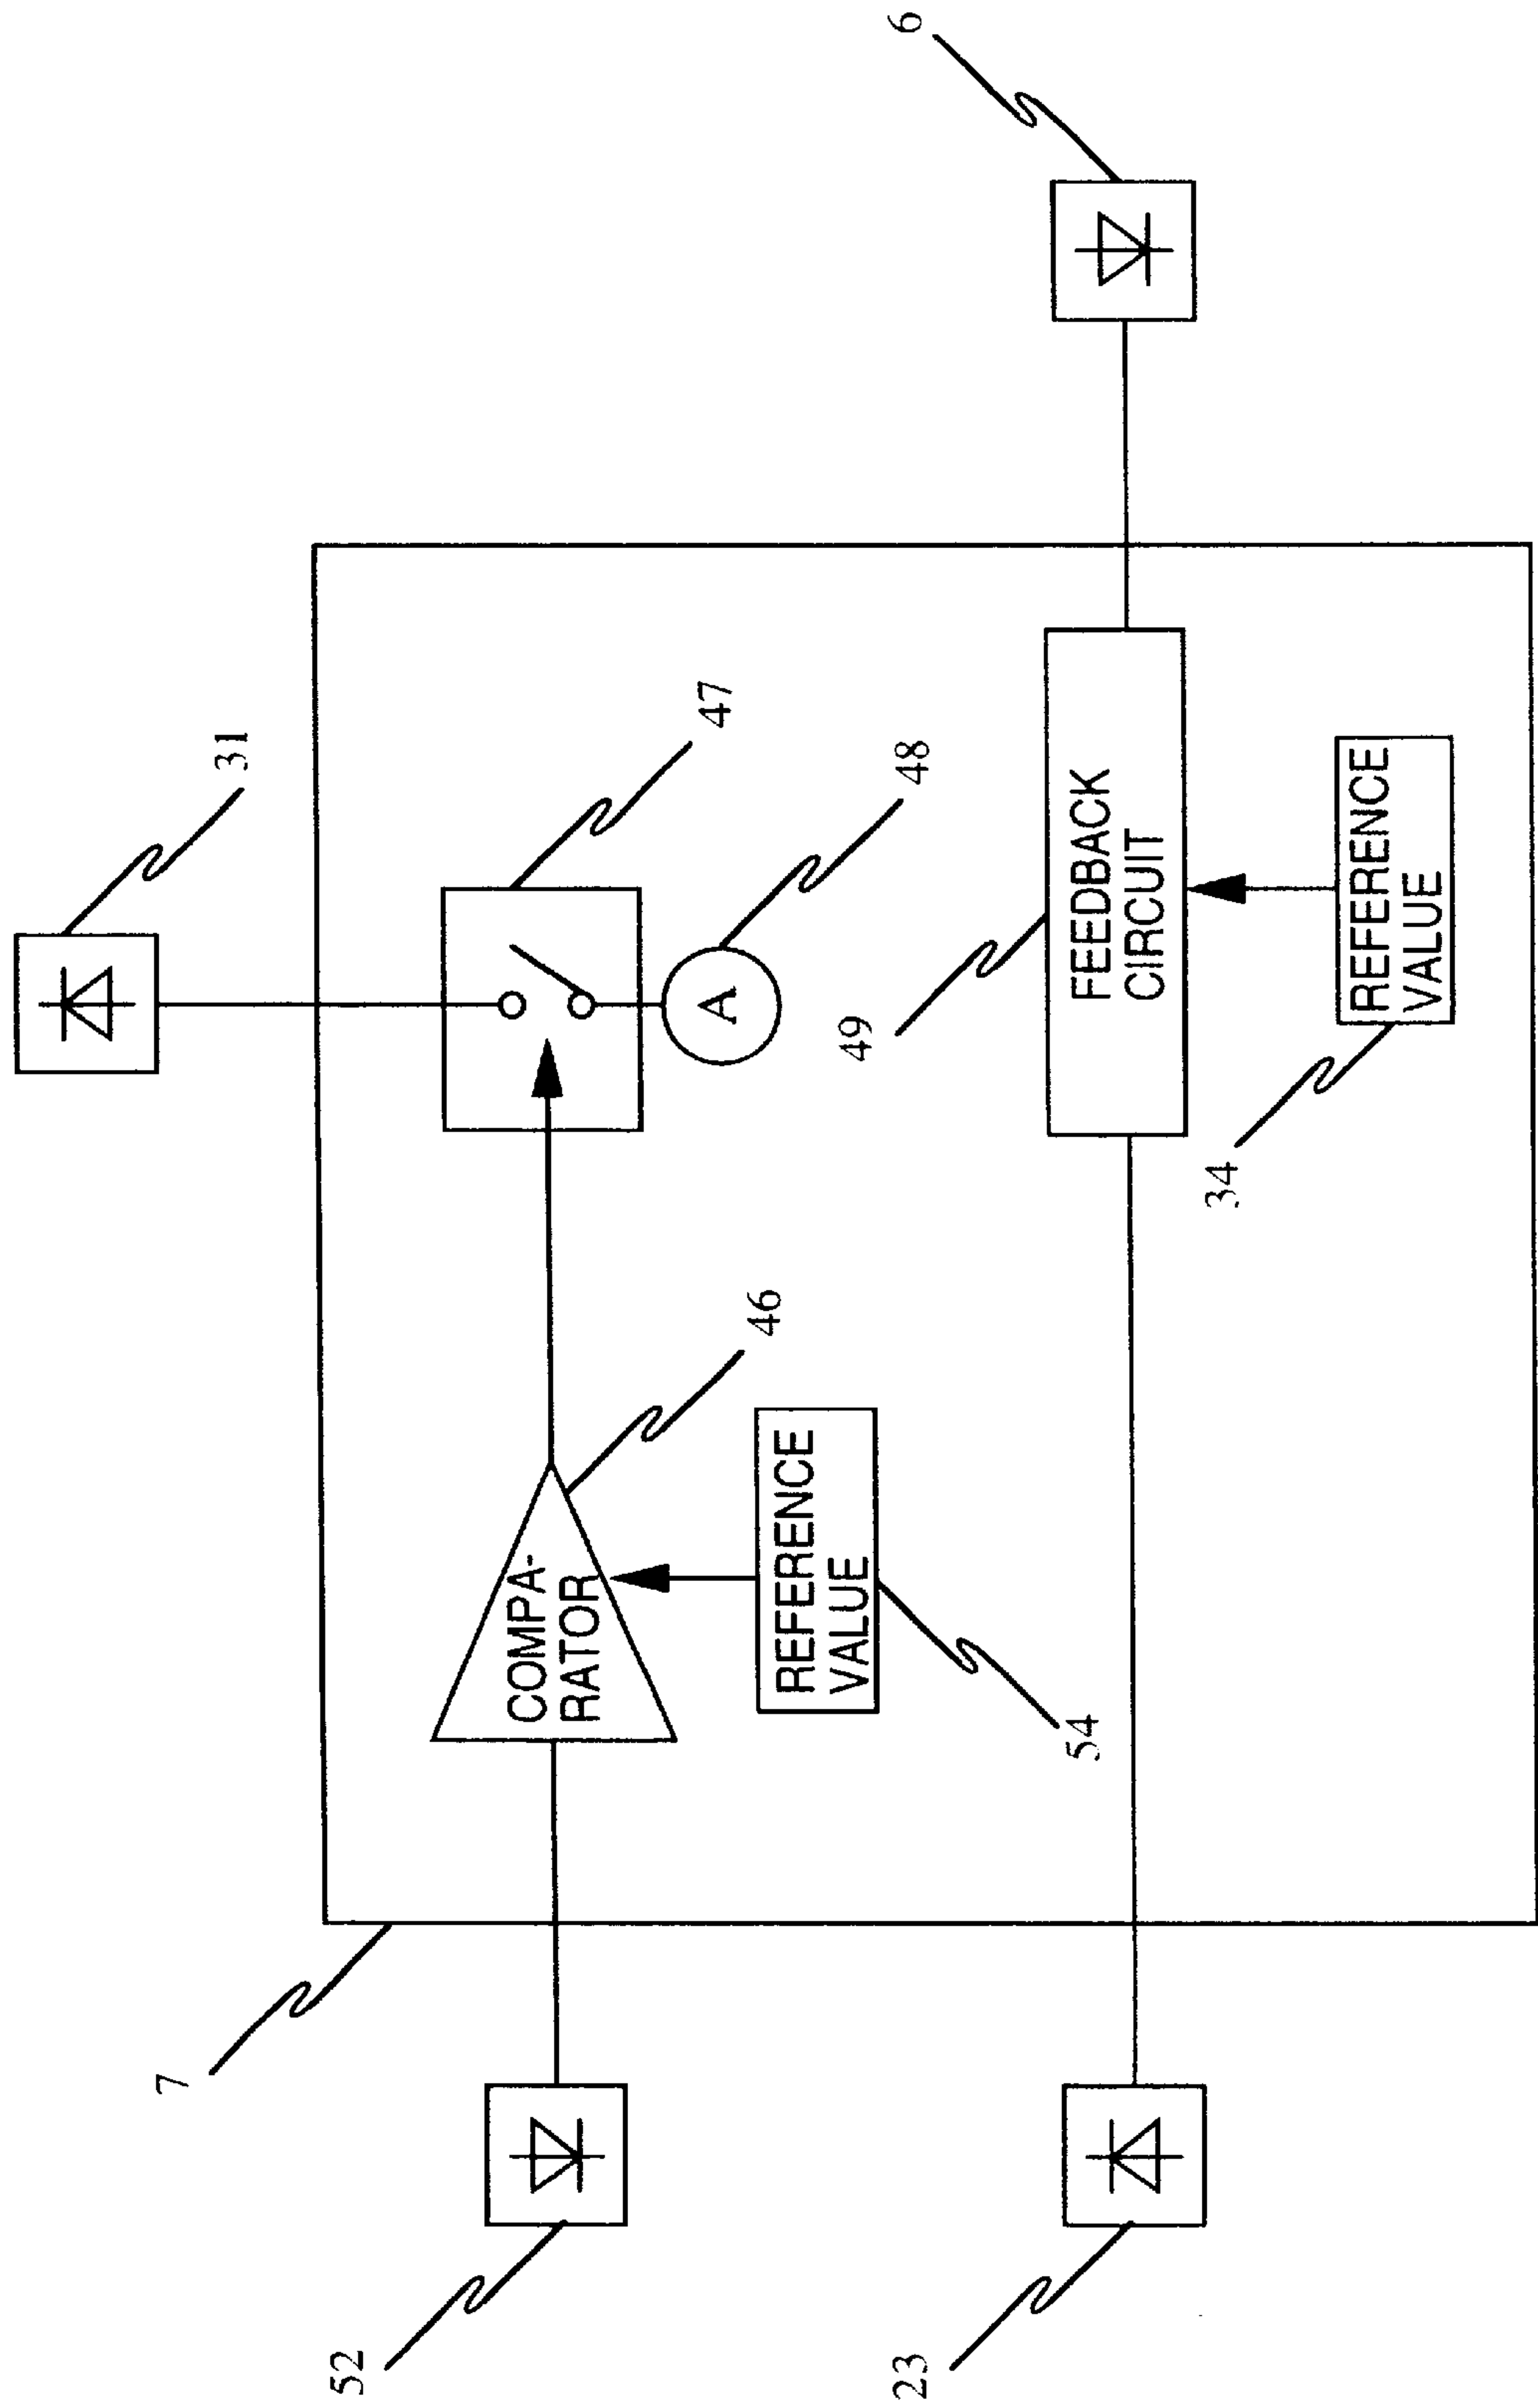 31
47
7
COMPA-
RATOR
46
A
48
52
REFERENCE
VALUE
54
49
6
FEEDBACK
CIRCUIT
23
34
REFERENCE
VALUE